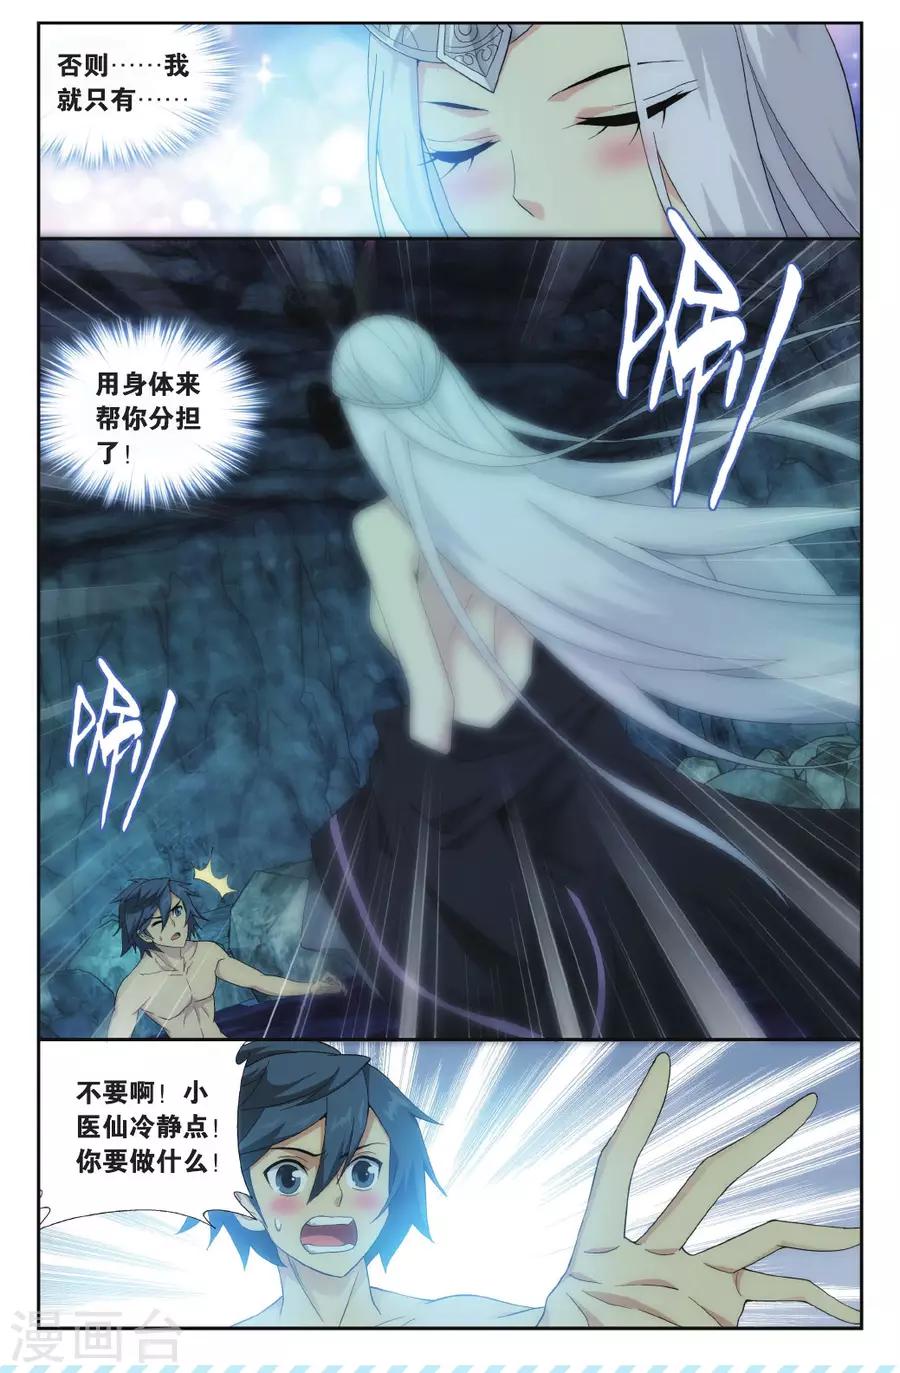 否则……我
就只有……
唰
用身体来
帮你分担
了！
唰
不要啊！小
医仙冷静点！
你要做什么！
漫画台